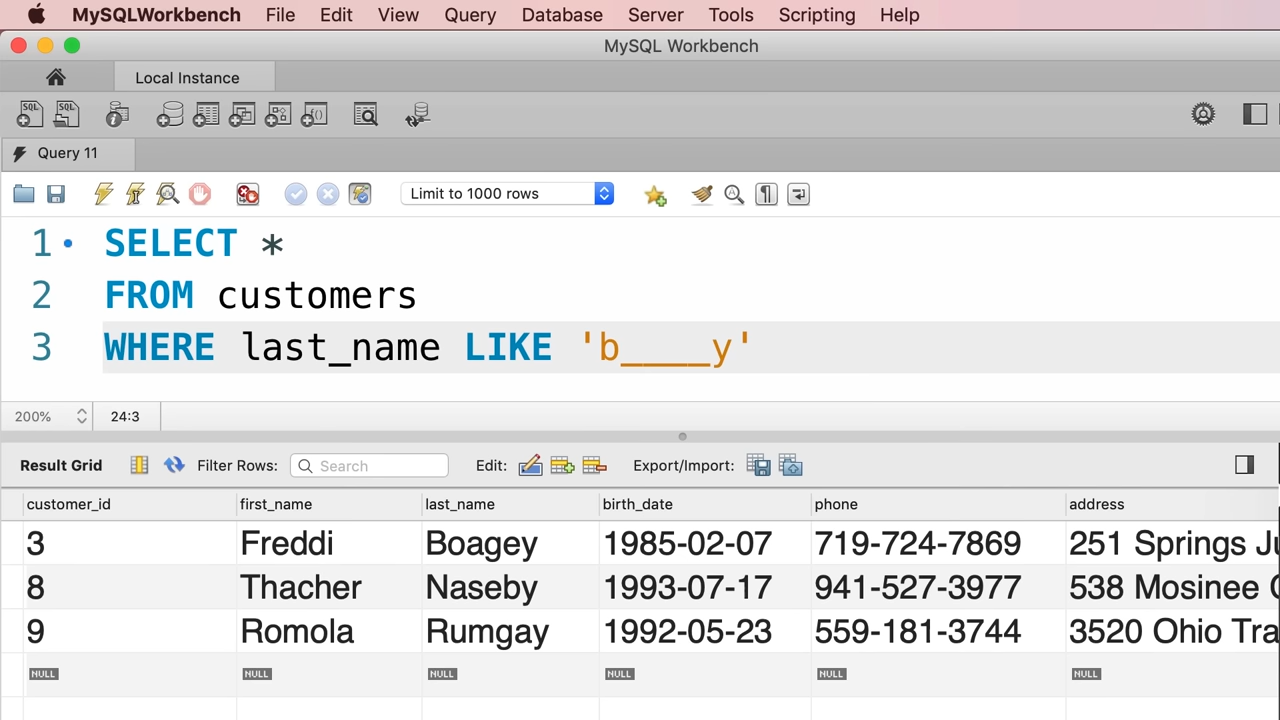 MySQLWorkbench File Edit View Query Database Server Tools Scripting Help
MySQL Workbench
Local Instance
SQL SQL
Query 11
Limit to 1000 rows
1 SELECT *
2 FROM customers
3 WHERE last_name LIKE 'b____y'
200% 24:3
Result Grid Filter Rows: Search Edit: Export/Import:
customer_id first_name last_name birth_date phone address
3 Freddi Boagey 1985-02-07 719-724-7869 251 Springs
8 Thacher Naseby 1993-07-17 941-527-3977 538 Mosinee
9 Romola Rumgay 1992-05-23 559-181-3744 3520 Ohio
NULL NULL NULL NULL NULL NULL